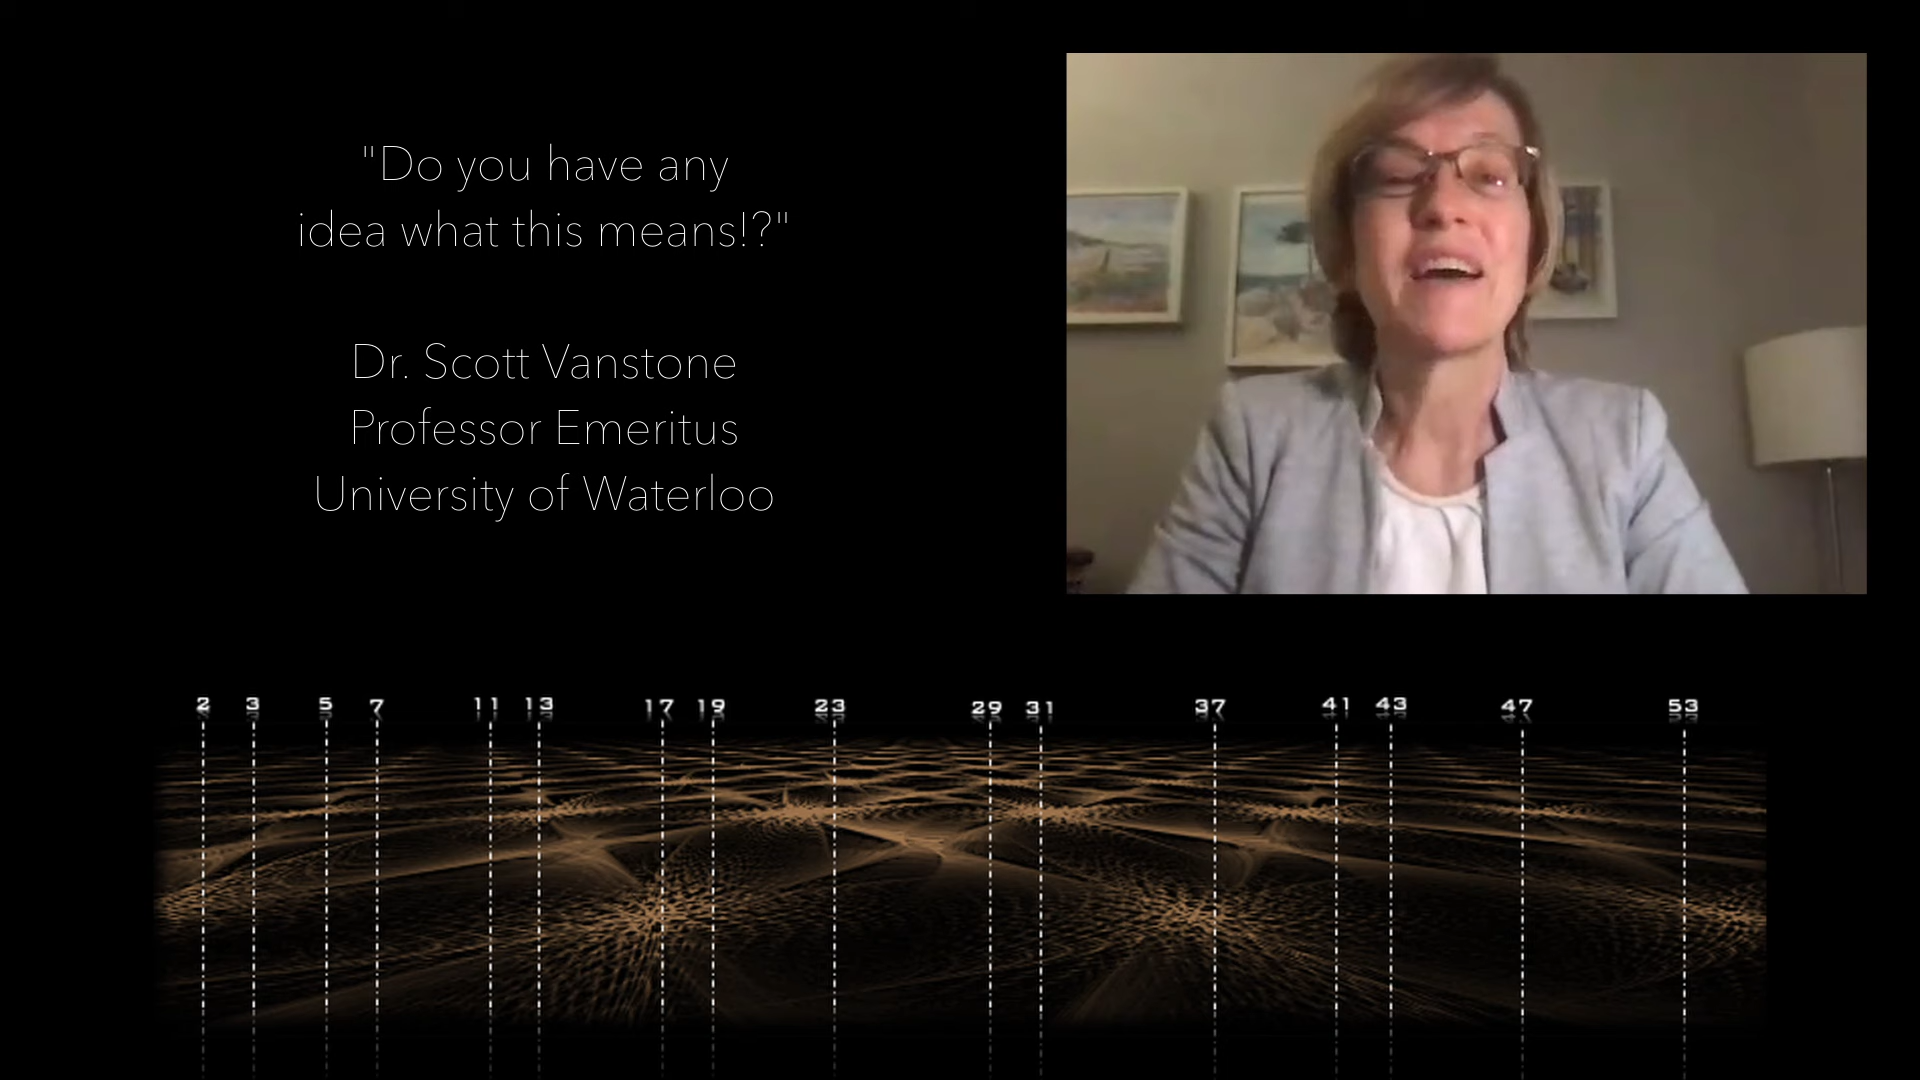 "Do you have any
idea what this means!?"
Dr. Scott Vanstone
Professor Emeritus
University of Waterloo
2 3 5 7 11 13 17 19 23 29 31 37 41 43 47 53